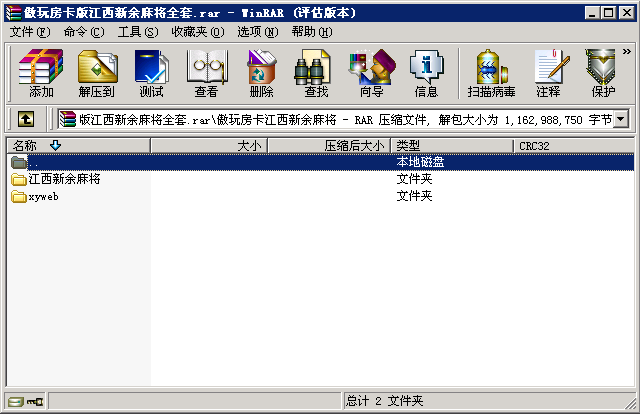 傲玩房卡版江西新余麻将全套.rar - WinRAR (评估版本)
文件(F) 命令(C) 工具(S) 收藏夹(O) 选项(N) 帮助(H)
添加 解压到 测试 查看 删除 查找 向导 信息 扫描病毒 注释 保护 »
版江西新余麻将全套.rar\傲玩房卡江西新余麻将 - RAR 压缩文件, 解包大小为 1,162,988,750 字节
名称 大小 压缩后大小 类型 CRC32
.. 本地磁盘
江西新余麻将 文件夹
xyweb 文件夹
总计 2 文件夹